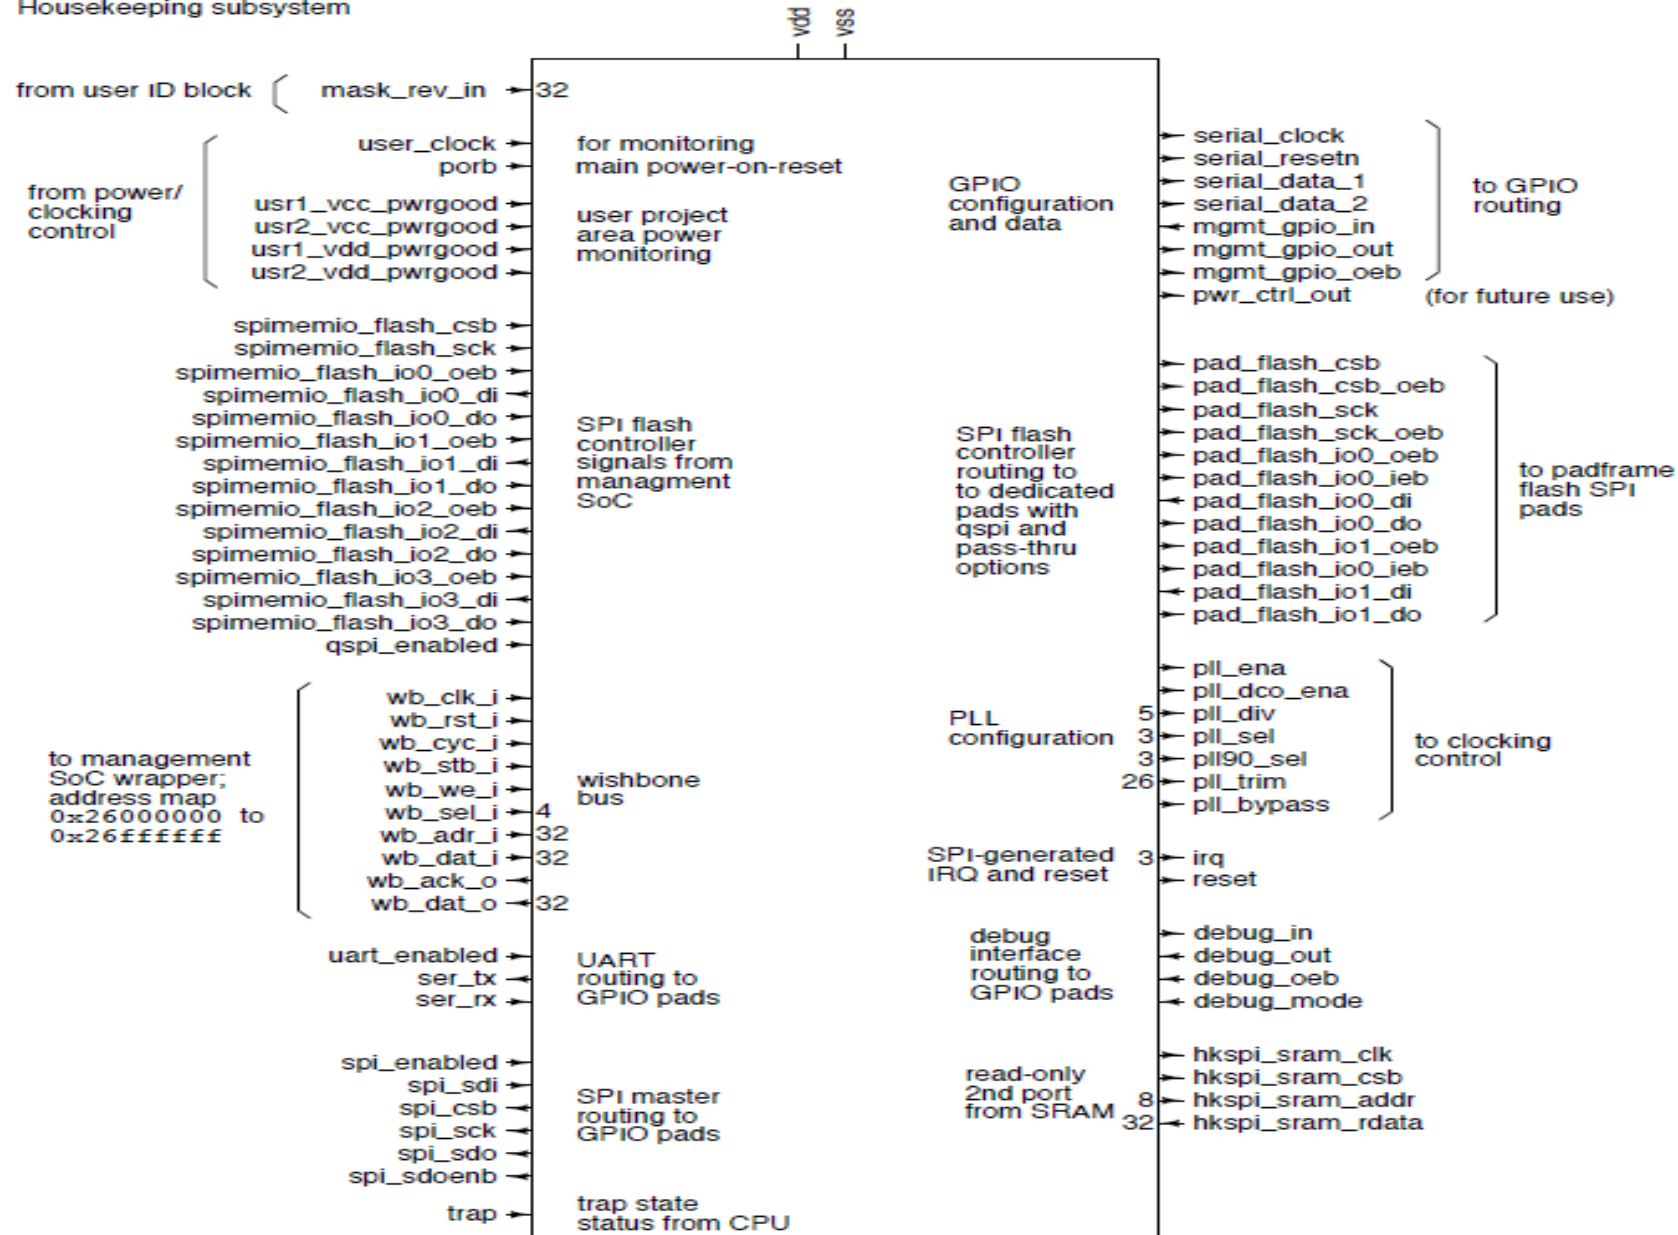 Housekeeping subsystem
vdd
vss
from user ID block
mask_rev_in
32
user_clock
for monitoring
porb
main power-on-reset
from power/
clocking
control
usr1_vcc_pwrgood
usr2_vcc_pwrgood
usr1_vdd_pwrgood
usr2_vdd_pwrgood
user project
area power
monitoring
spimemio_flash_csb
spimemio_flash_sck
spimemio_flash_io0_oeb
spimemio_flash_io0_di
spimemio_flash_io0_do
spimemio_flash_io1_oeb
spimemio_flash_io1_di
spimemio_flash_io1_do
spimemio_flash_io2_oeb
spimemio_flash_io2_di
spimemio_flash_io2_do
spimemio_flash_io3_oeb
spimemio_flash_io3_di
spimemio_flash_io3_do
qspi_enabled
SPI flash
controller
signals from
managment
SoC
to management
SoC wrapper;
address map
0x26000000 to
0x26ffffff
wb_clk_i
wb_rst_i
wb_cyc_i
wb_stb_i
wb_we_i
wb_sel_i
4
wb_adr_i
32
wb_dat_i
32
wb_ack_o
wb_dat_o
32
wishbone
bus
uart_enabled
ser_tx
ser_rx
UART
routing to
GPIO pads
spi_enabled
spi_sdi
spi_csb
spi_sck
spi_sdo
spi_sdoenb
SPI master
routing to
GPIO pads
trap
trap state
status from CPU
GPIO
configuration
and data
serial_clock
serial_resetn
serial_data_1
serial_data_2
mgmt_gpio_in
mgmt_gpio_out
mgmt_gpio_oeb
pwr_ctrl_out
to GPIO
routing
(for future use)
SPI flash
controller
routing to
to dedicated
pads with
qspi and
pass-thru
options
pad_flash_csb
pad_flash_csb_oeb
pad_flash_sck
pad_flash_sck_oeb
pad_flash_io0_oeb
pad_flash_io0_ieb
pad_flash_io0_di
pad_flash_io0_do
pad_flash_io1_oeb
pad_flash_io0_ieb
pad_flash_io1_di
pad_flash_io1_do
to padframe
flash SPI
pads
PLL
configuration
pll_ena
pll_dco_ena
5
pll_div
3
pll_sel
3
pll90_sel
26
pll_trim
pll_bypass
to clocking
control
SPI-generated
IRQ and reset
3
irq
reset
debug
interface
routing to
GPIO pads
debug_in
debug_out
debug_oeb
debug_mode
read-only
2nd port
from SRAM
hkspi_sram_clk
hkspi_sram_csb
8
hkspi_sram_addr
32
hkspi_sram_rdata